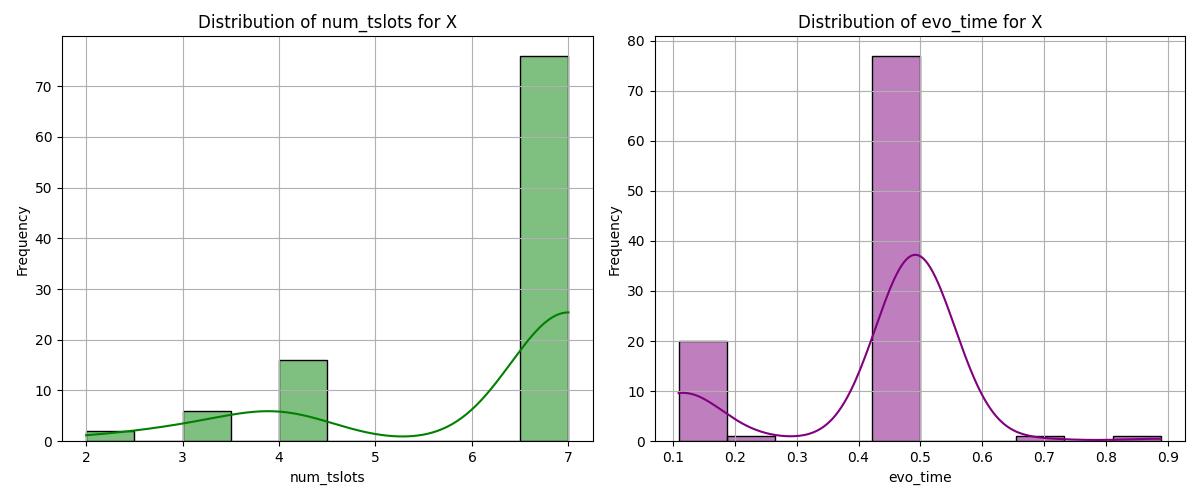 Distribution of num_tslots for X
Frequency
70
60
50
40
30
20
10
0
2 3 4 5 6 7
num_tslots
Distribution of evo_time for X
Frequency
80
70
60
50
40
30
20
10
0
0.1 0.2 0.3 0.4 0.5 0.6 0.7 0.8 0.9
evo_time